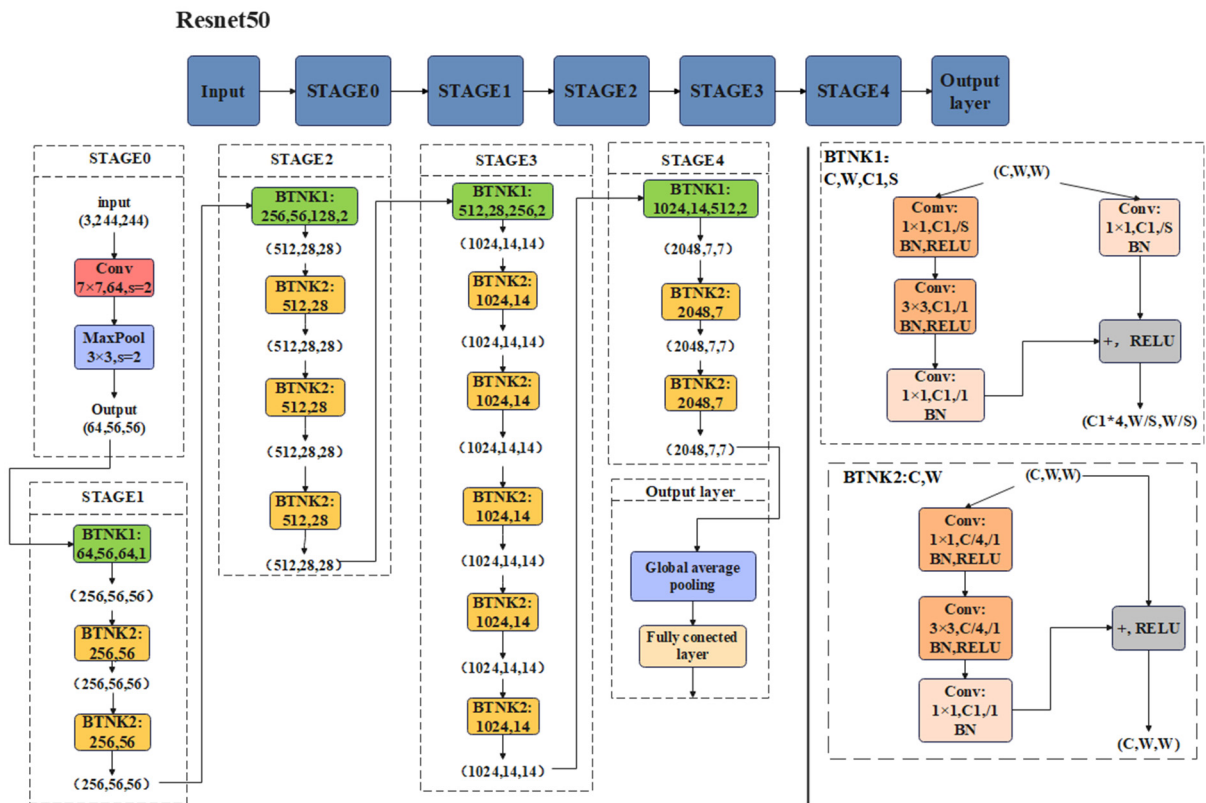 Resnet50
Input
STAGE0
STAGE1
STAGE2
STAGE3
STAGE4
Output
layer
STAGE0
input
(3,244,244)
Conv
7×7,64,s=2
MaxPool
3×3,s=2
Output
(64,56,56)
STAGE1
BTNK1:
64,56,64,1
(256,56,56)
BTNK2:
256,56
(256,56,56)
BTNK2:
256,56
(256,56,56)
STAGE2
BTNK1:
256,56,128,2
(512,28,28)
BTNK2:
512,28
(512,28,28)
BTNK2:
512,28
(512,28,28)
BTNK2:
512,28
(512,28,28)
STAGE3
BTNK1:
512,28,256,2
(1024,14,14)
BTNK2:
1024,14
(1024,14,14)
BTNK2:
1024,14
(1024,14,14)
BTNK2:
1024,14
(1024,14,14)
BTNK2:
1024,14
(1024,14,14)
BTNK2:
1024,14
(1024,14,14)
STAGE4
BTNK1:
1024,14,512,2
(2048,7,7)
BTNK2:
2048,7
(2048,7,7)
BTNK2:
2048,7
(2048,7,7)
Output layer
Global average
pooling
Fully conected
layer
BTNK1:
C,W,C1,S
(C,W,W)
Comv:
1×1,C1,/S
BN,RELU
Conv:
3×3,C1,/1
BN,RELU
Conv:
1×1,C1,/1
BN
Conv:
1×1,C1,/S
BN
+, RELU
(C1*4,W/S,W/S)
BTNK2:C,W
(C,W,W)
Conv:
1×1,C/4,/1
BN,RELU
Conv:
3×3,C/4,/1
BN,RELU
Conv:
1×1,C1,/1
BN
+, RELU
(C,W,W)